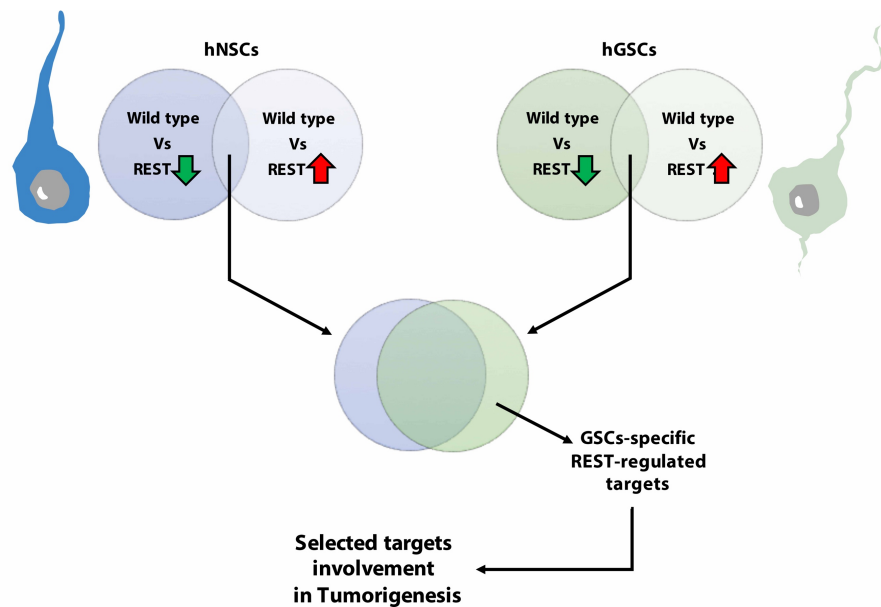 hNSCs
hGSCs
Wild type
Vs
REST
Wild type
Vs
REST
Wild type
Vs
REST
Wild type
Vs
REST
GSCs-specific
REST-regulated
targets
Selected targets
involvement
in Tumorigenesis